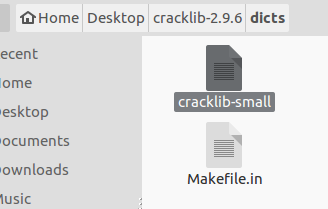 Home Desktop cracklib-2.9.6 dicts
ecent
ome
esktop
ocuments
ownloads
usic
cracklib-small
Makefile.in